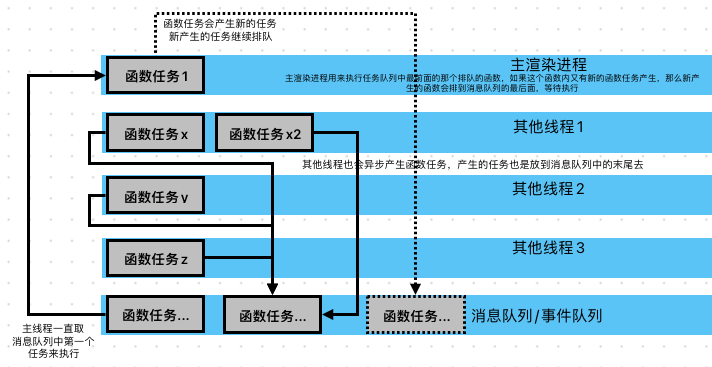 函数任务会产生新的任务
新产生的任务继续排队
主渲染进程
函数任务1
主渲染进程用来执行任务队列中最前面的那个排队的函数，如果这个函数内又有新的函数任务产生，那么新产
生的函数会排到消息队列的最后面，等待执行
函数任务x
函数任务x2
其他线程1
其他线程也会异步产生函数任务，产生的任务也是放到消息队列中的末尾去
函数任务y
其他线程2
函数任务z
其他线程3
函数任务...
函数任务...
函数任务...
消息队列/事件队列
主线程一直取
消息队列中第一个
任务来执行